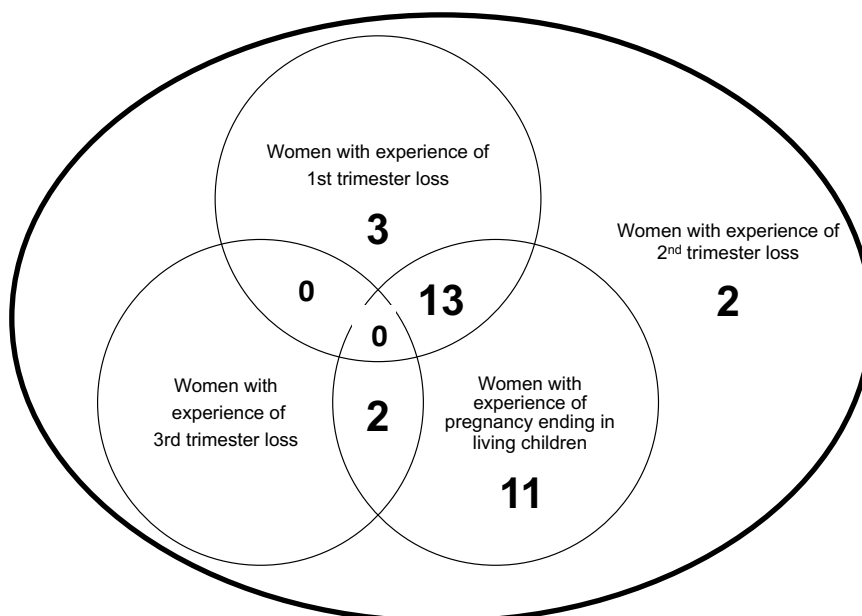 Women with experience of
1st trimester loss
3
Women with experience of
2nd trimester loss
2
0
13
0
Women with
experience of
3rd trimester loss
2
Women with
experience of
pregnancy ending in
living children
11